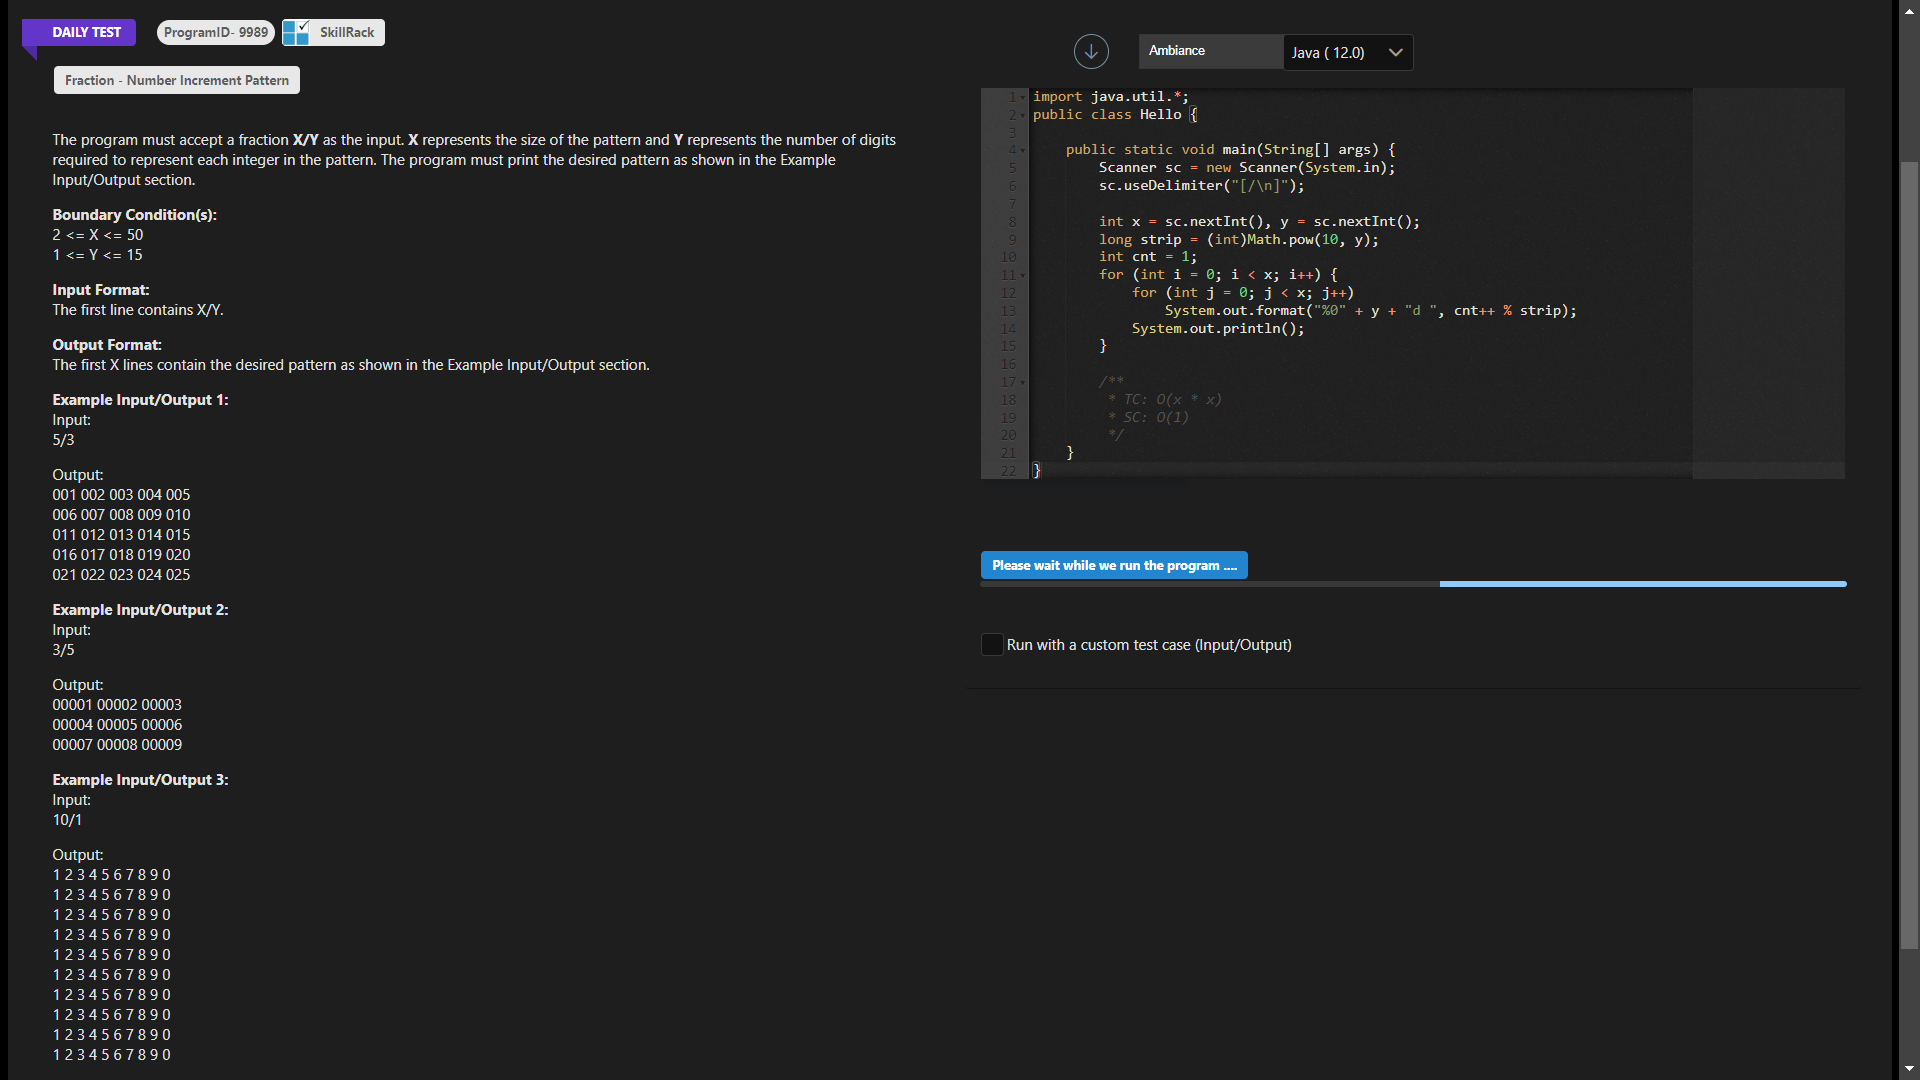 DAILY TEST
ProgramID- 9989
SkillRack
Fraction - Number Increment Pattern
The program must accept a fraction X/Y as the input. X represents the size of the pattern and Y represents the number of digits
required to represent each integer in the pattern. The program must print the desired pattern as shown in the Example
Input/Output section.
Boundary Condition(s):
2 <= X <= 50
1 <= Y <= 15
Input Format:
The first line contains X/Y.
Output Format:
The first X lines contain the desired pattern as shown in the Example Input/Output section.
Example Input/Output 1:
Input:
5/3
Output:
001 002 003 004 005
006 007 008 009 010
011 012 013 014 015
016 017 018 019 020
021 022 023 024 025
Example Input/Output 2:
Input:
3/5
Output:
00001 00002 00003
00004 00005 00006
00007 00008 00009
Example Input/Output 3:
Input:
10/1
Output:
1 2 3 4 5 6 7 8 9 0
1 2 3 4 5 6 7 8 9 0
1 2 3 4 5 6 7 8 9 0
1 2 3 4 5 6 7 8 9 0
1 2 3 4 5 6 7 8 9 0
1 2 3 4 5 6 7 8 9 0
1 2 3 4 5 6 7 8 9 0
1 2 3 4 5 6 7 8 9 0
1 2 3 4 5 6 7 8 9 0
1 2 3 4 5 6 7 8 9 0
Ambiance
Java ( 12.0)
1 import java.util.*;
2 public class Hello {
3
4     public static void main(String[] args) {
5         Scanner sc = new Scanner(System.in);
6         sc.useDelimiter("[/\n]");
7
8         int x = sc.nextInt(), y = sc.nextInt();
9         long strip = (int)Math.pow(10, y);
10         int cnt = 1;
11         for (int i = 0; i < x; i++) {
12             for (int j = 0; j < x; j++)
13                 System.out.format("%0" + y + "d ", cnt++ % strip);
14             System.out.println();
15         }
16
17         /**
18          * TC: O(x * x)
19          * SC: O(1)
20          */
21     }
22 }
Please wait while we run the program ....
Run with a custom test case (Input/Output)